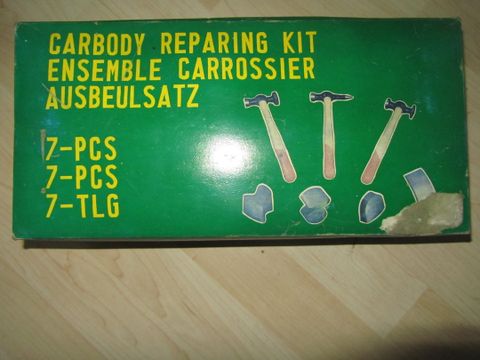 CARBODY REPARING KIT
ENSEMBLE CARROSSIER
AUSBEULSATZ
7-PCS
7-PCS
7-TLG